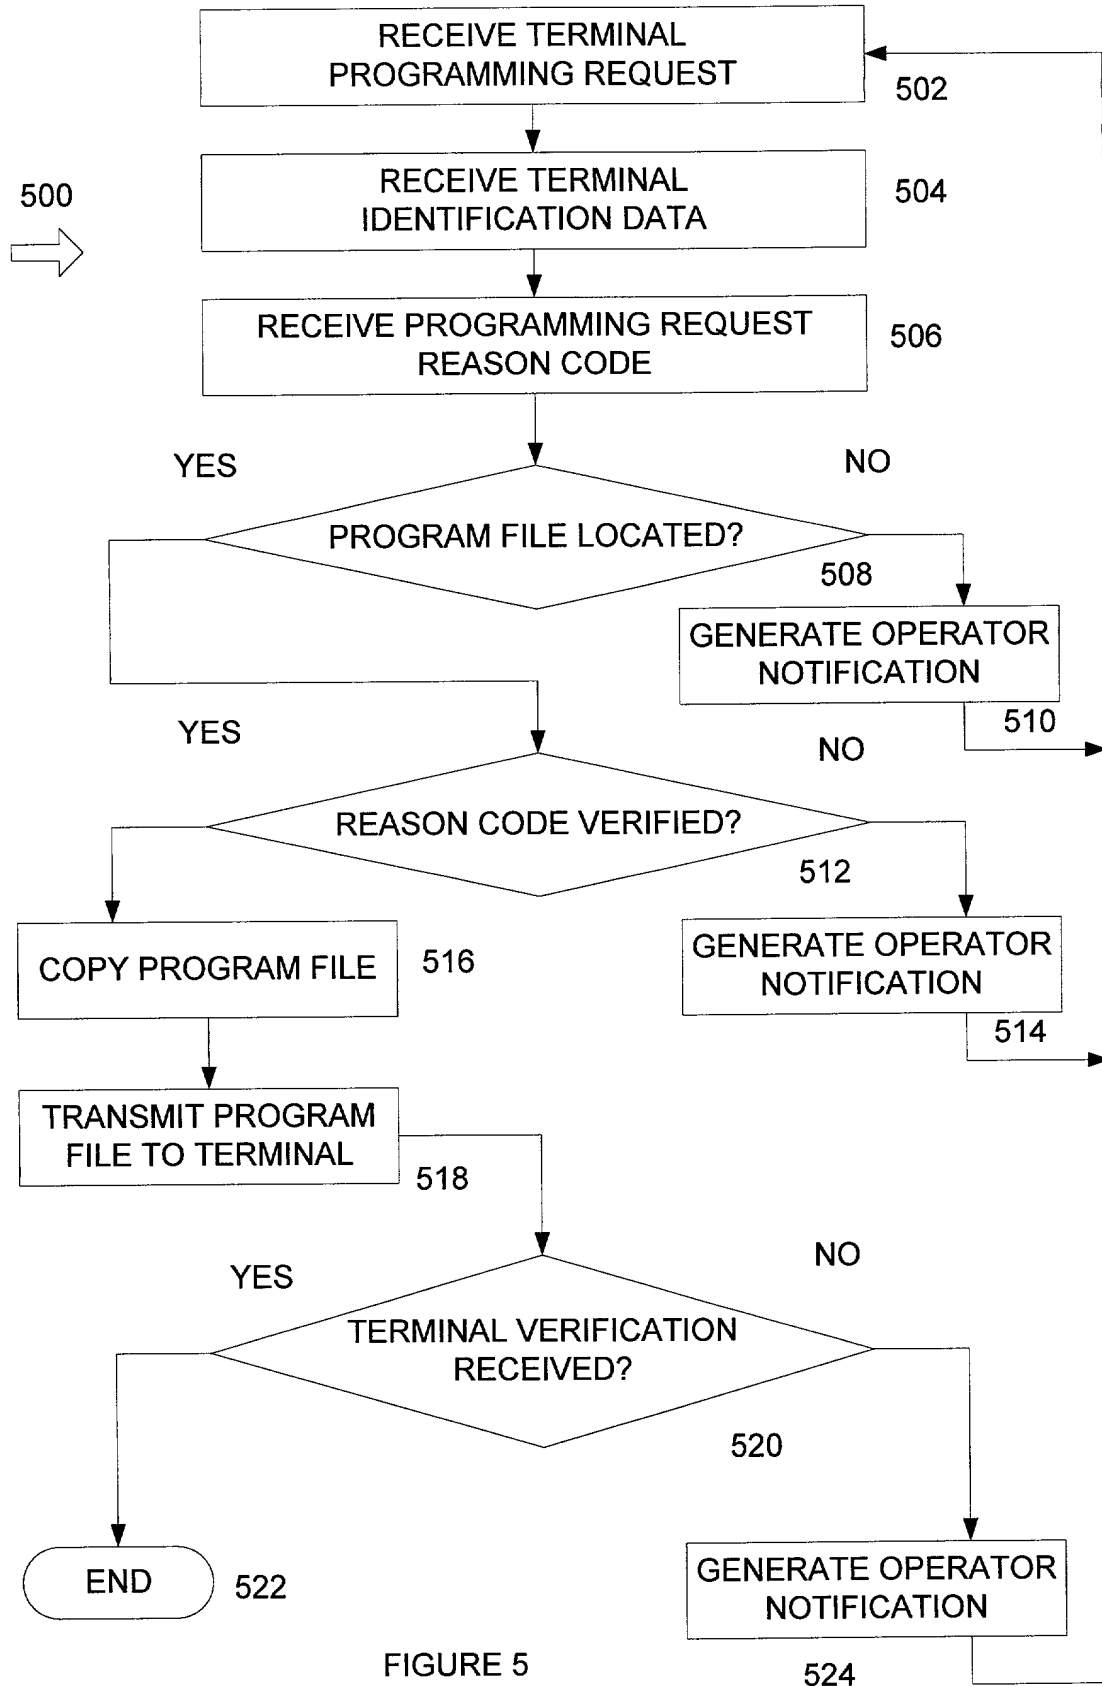 RECEIVE TERMINAL
PROGRAMMING REQUEST
502
RECEIVE TERMINAL
IDENTIFICATION DATA
504
500
RECEIVE PROGRAMMING REQUEST
REASON CODE
506
YES
NO
PROGRAM FILE LOCATED?
508
GENERATE OPERATOR
NOTIFICATION
510
YES
NO
REASON CODE VERIFIED?
512
COPY PROGRAM FILE
516
GENERATE OPERATOR
NOTIFICATION
514
TRANSMIT PROGRAM
FILE TO TERMINAL
518
YES
NO
TERMINAL VERIFICATION
RECEIVED?
520
END
522
GENERATE OPERATOR
NOTIFICATION
524
FIGURE 5